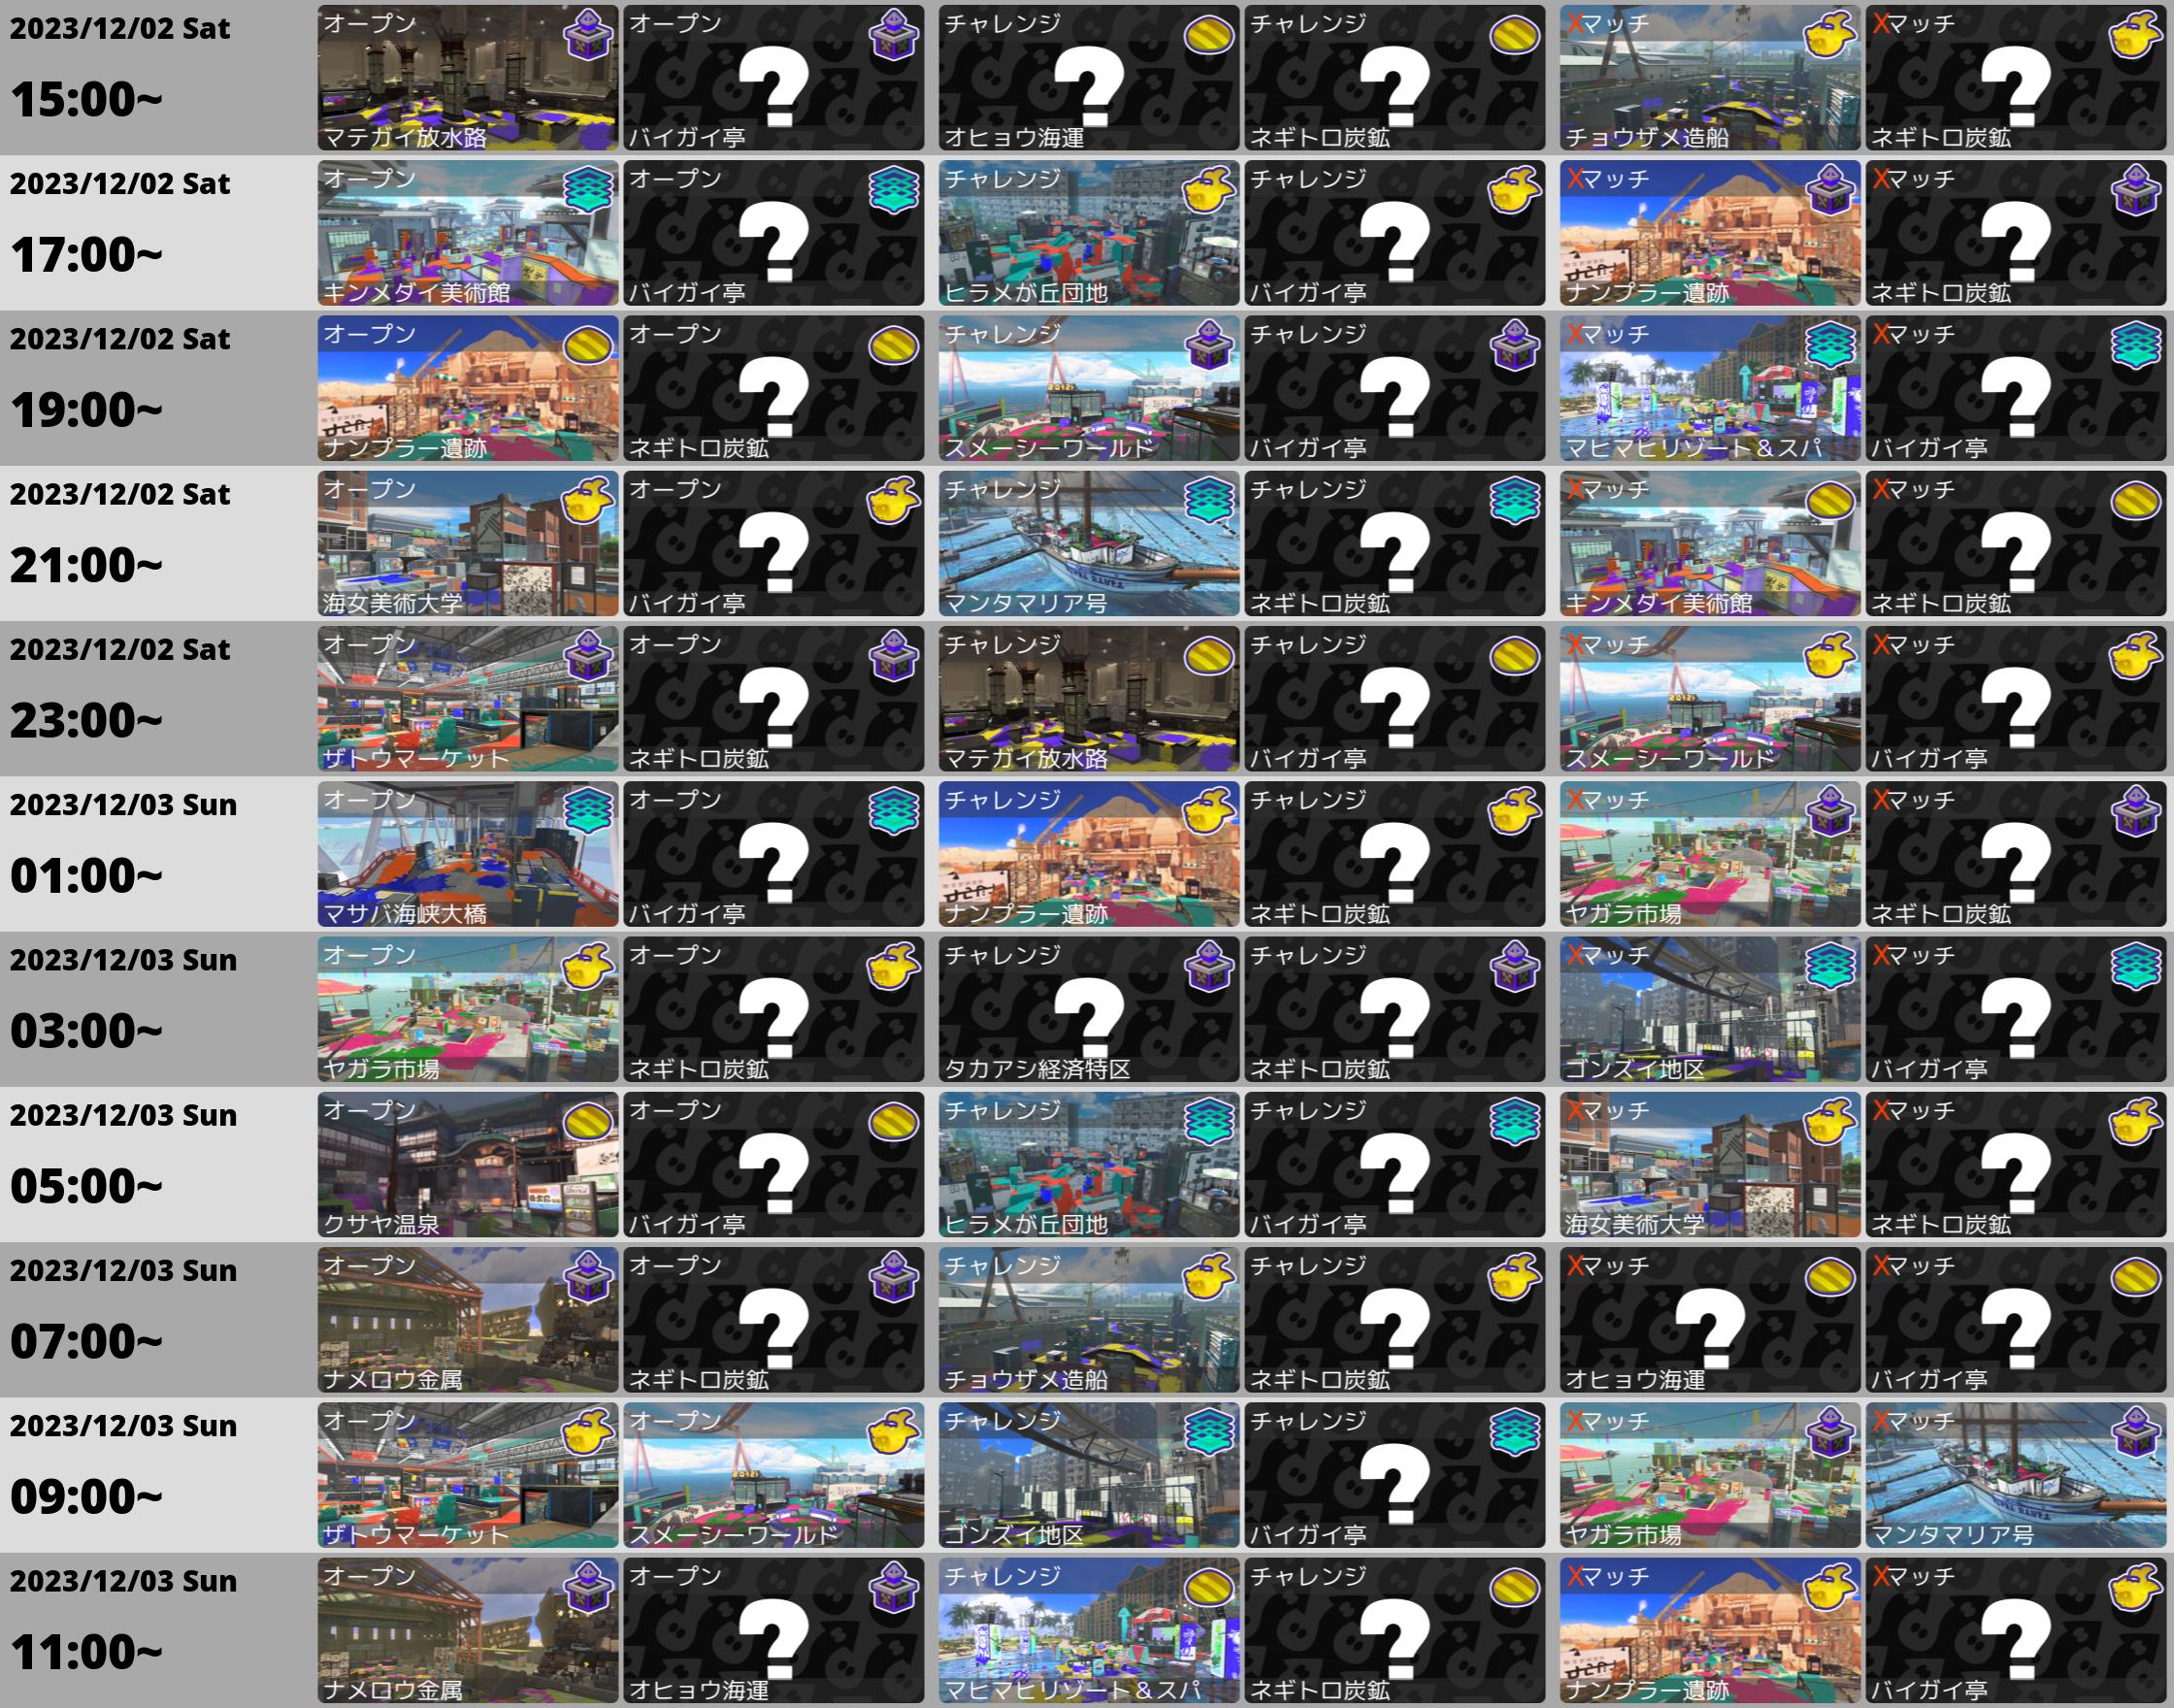 2023/12/02 Sat
15:00~
オープン
マテガイ放水路
オープン
バイガイ亭
チャレンジ
オヒョウ海運
チャレンジ
ネギトロ炭鉱
Xマッチ
チョウザメ造船
Xマッチ
ネギトロ炭鉱
2023/12/02 Sat
17:00~
オープン
キンメダイ美術館
オープン
バイガイ亭
チャレンジ
ヒラメが丘団地
チャレンジ
バイガイ亭
Xマッチ
ナンプラー遺跡
Xマッチ
ネギトロ炭鉱
2023/12/02 Sat
19:00~
オープン
ナンプラー遺跡
オープン
ネギトロ炭鉱
チャレンジ
スメーシーワールド
チャレンジ
バイガイ亭
Xマッチ
マヒマヒリゾート＆スパ
Xマッチ
バイガイ亭
2023/12/02 Sat
21:00~
オープン
海女美術大学
オープン
バイガイ亭
チャレンジ
マンタマリア号
チャレンジ
ネギトロ炭鉱
Xマッチ
キンメダイ美術館
Xマッチ
ネギトロ炭鉱
2023/12/02 Sat
23:00~
オープン
ザトウマーケット
オープン
ネギトロ炭鉱
チャレンジ
マテガイ放水路
チャレンジ
バイガイ亭
Xマッチ
スメーシーワールド
Xマッチ
バイガイ亭
2023/12/03 Sun
01:00~
オープン
マサバ海峡大橋
オープン
バイガイ亭
チャレンジ
ナンプラー遺跡
チャレンジ
ネギトロ炭鉱
Xマッチ
ヤガラ市場
Xマッチ
ネギトロ炭鉱
2023/12/03 Sun
03:00~
オープン
ヤガラ市場
オープン
ネギトロ炭鉱
チャレンジ
タカアシ経済特区
チャレンジ
ネギトロ炭鉱
Xマッチ
ゴンズイ地区
Xマッチ
バイガイ亭
2023/12/03 Sun
05:00~
オープン
クサヤ温泉
オープン
バイガイ亭
チャレンジ
ヒラメが丘団地
チャレンジ
バイガイ亭
Xマッチ
海女美術大学
Xマッチ
ネギトロ炭鉱
2023/12/03 Sun
07:00~
オープン
ナメロウ金属
オープン
ネギトロ炭鉱
チャレンジ
チョウザメ造船
チャレンジ
ネギトロ炭鉱
Xマッチ
オヒョウ海運
Xマッチ
バイガイ亭
2023/12/03 Sun
09:00~
オープン
ザトウマーケット
オープン
スメーシーワールド
チャレンジ
ゴンズイ地区
チャレンジ
バイガイ亭
Xマッチ
ヤガラ市場
Xマッチ
マンタマリア号
2023/12/03 Sun
11:00~
オープン
ナメロウ金属
オープン
オヒョウ海運
チャレンジ
マヒマヒリゾート＆スパ
チャレンジ
ネギトロ炭鉱
Xマッチ
ナンプラー遺跡
Xマッチ
バイガイ亭